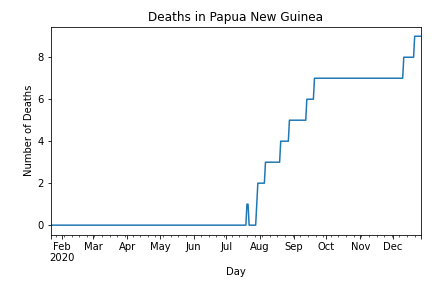 Deaths in Papua New Guinea
Number of Deaths
8
6
4
2
0
Feb Mar Apr May Jun Jul Aug Sep Oct Nov Dec
2020
Day